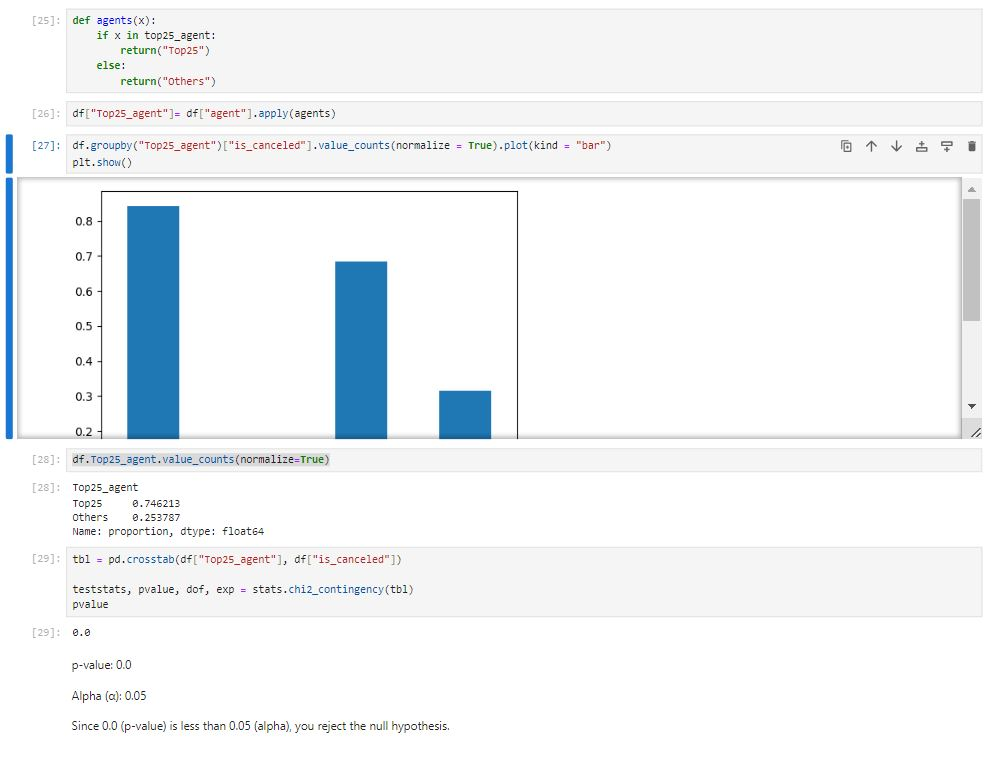 [25]: def agents(x):
if x in top25_agent:
return("Top25")
else:
return("Others")
[26]: df["Top25_agent"]= df["agent"].apply(agents)
[27]: df.groupby("Top25_agent")["is_canceled"].value_counts(normalize = True).plot(kind = "bar")
plt.show()
0.8
0.7
0.6
0.5
0.4
0.3
0.2
[28]: df.Top25_agent.value_counts(normalize=True)
[28]: Top25_agent
Top25 0.746213
Others 0.253787
Name: proportion, dtype: float64
[29]: tbl = pd.crosstab(df["Top25_agent"], df["is_canceled"])
teststats, pvalue, dof, exp = stats.chi2_contingency(tbl)
pvalue
[29]: 0.0
p-value: 0.0
Alpha (α): 0.05
Since 0.0 (p-value) is less than 0.05 (alpha), you reject the null hypothesis.